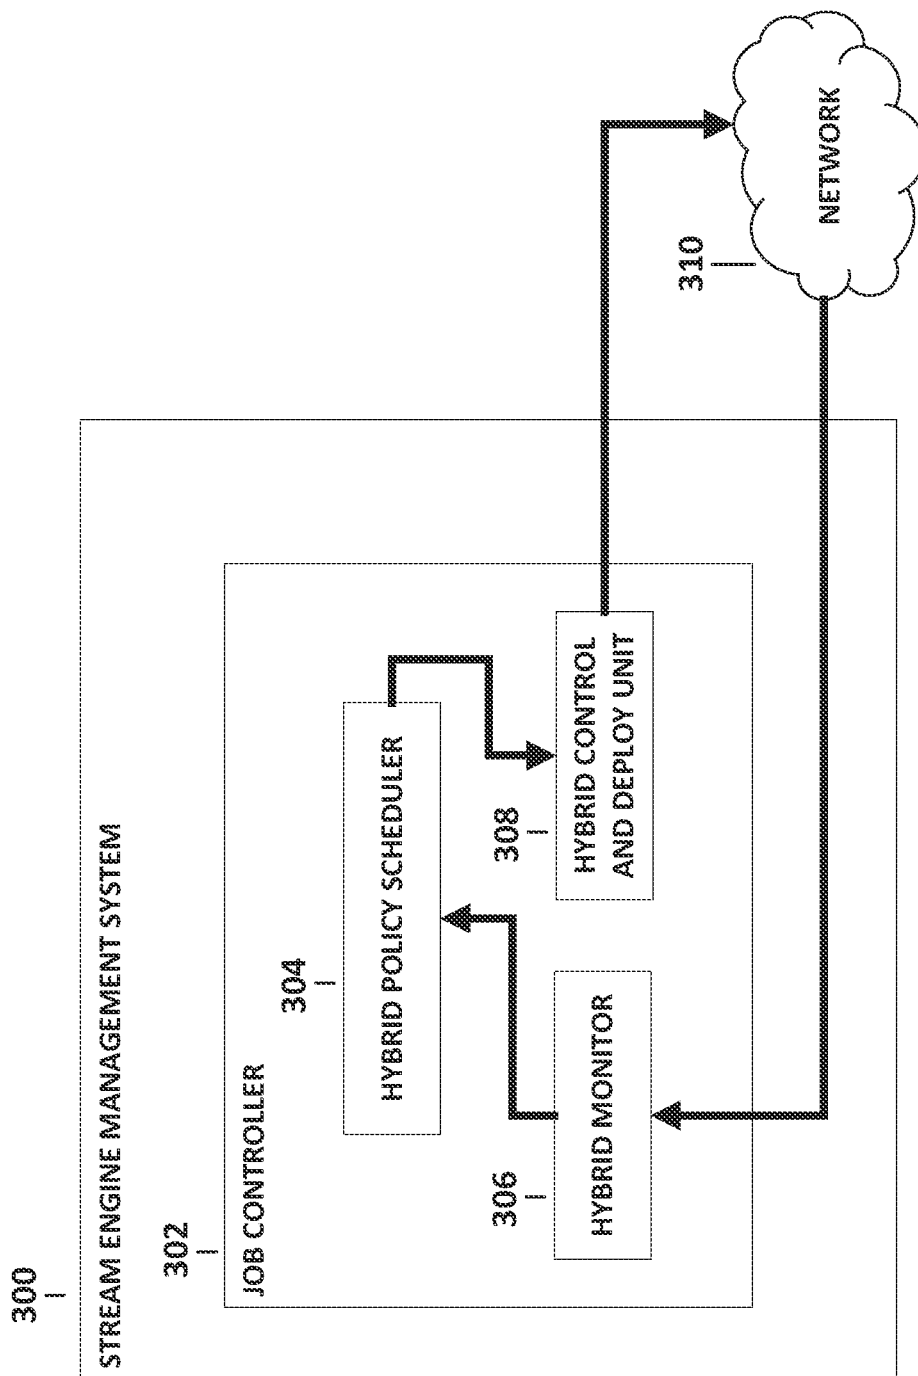 300
STREAM ENGINE MANAGEMENT SYSTEM
302
JOB CONTROLLER
304
HYBRID POLICY SCHEDULER
306
HYBRID MONITOR
308
HYBRID CONTROL
AND DEPLOY UNIT
310
NETWORK